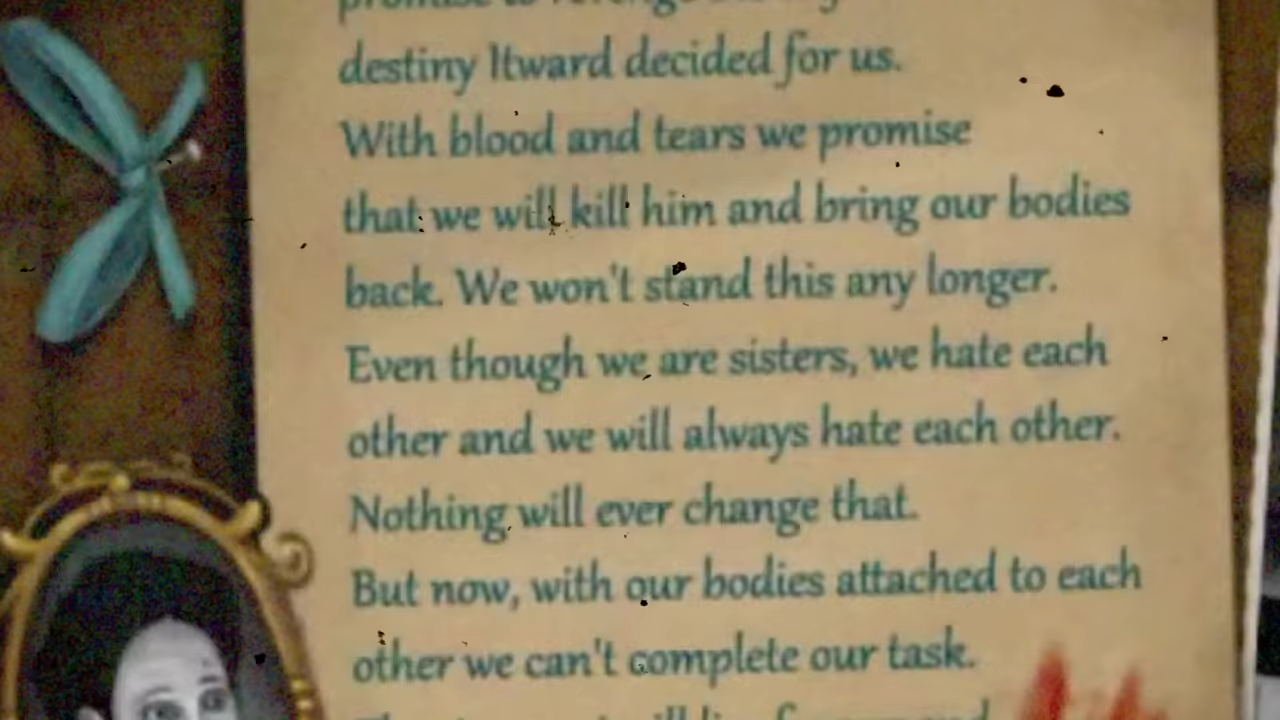 promise to revenge
destiny Itward decided for us.
With blood and tears we promise
that we will kill him and bring our bodies
back. We won't stand this any longer.
Even though we are sisters, we hate each
other and we will always hate each other.
Nothing will ever change that.
But now, with our bodies attached to each
other we can't complete our task.